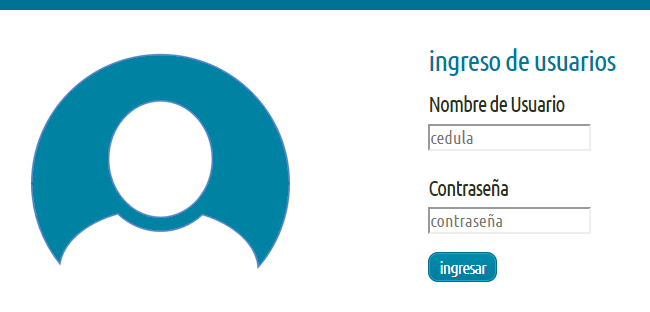 ingreso de usuarios
Nombre de Usuario
cedula
Contraseña
contraseña
ingresar